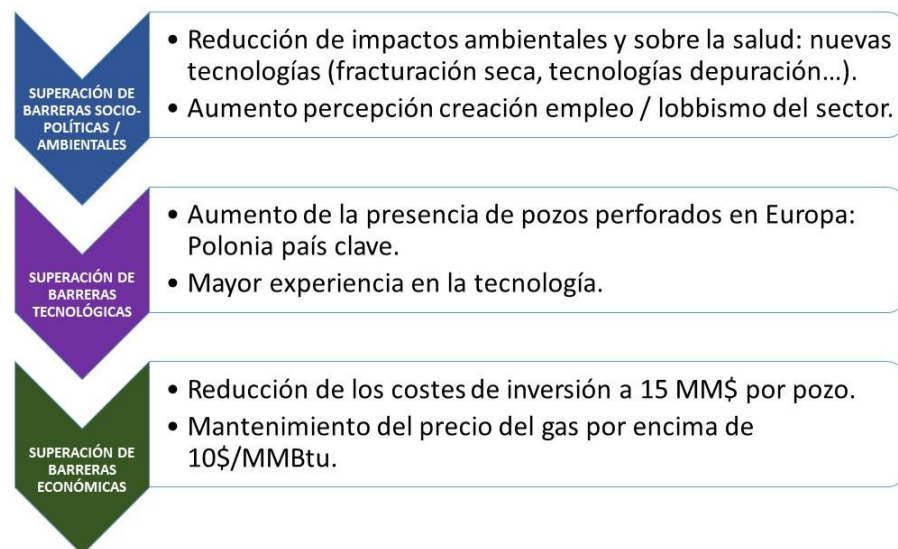 SUPERACIÓN DE
BARRERAS SOCIO-
POLÍTICAS /
AMBIENTALES
• Reducción de impactos ambientales y sobre la salud: nuevas
tecnologías (fracturación seca, tecnologías depuración...).
• Aumento percepción creación empleo / lobbismo del sector.
SUPERACIÓN DE
BARRERAS
TECNOLÓGICAS
• Aumento de la presencia de pozos perforados en Europa:
Polonia país clave.
• Mayor experiencia en la tecnología.
SUPERACIÓN DE
BARRERAS
ECONÓMICAS
• Reducción de los costes de inversión a 15 MM$ por pozo.
• Mantenimiento del precio del gas por encima de
10$/MMBtu.